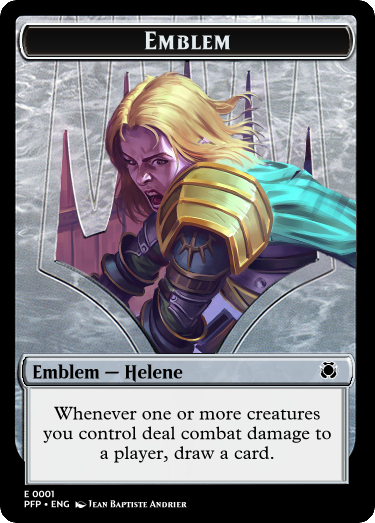 EMBLEM
Emblem — Helene
Whenever one or more creatures
you control deal combat damage to
a player, draw a card.
E 0001
PFP • ENG Jean Baptiste Andrier